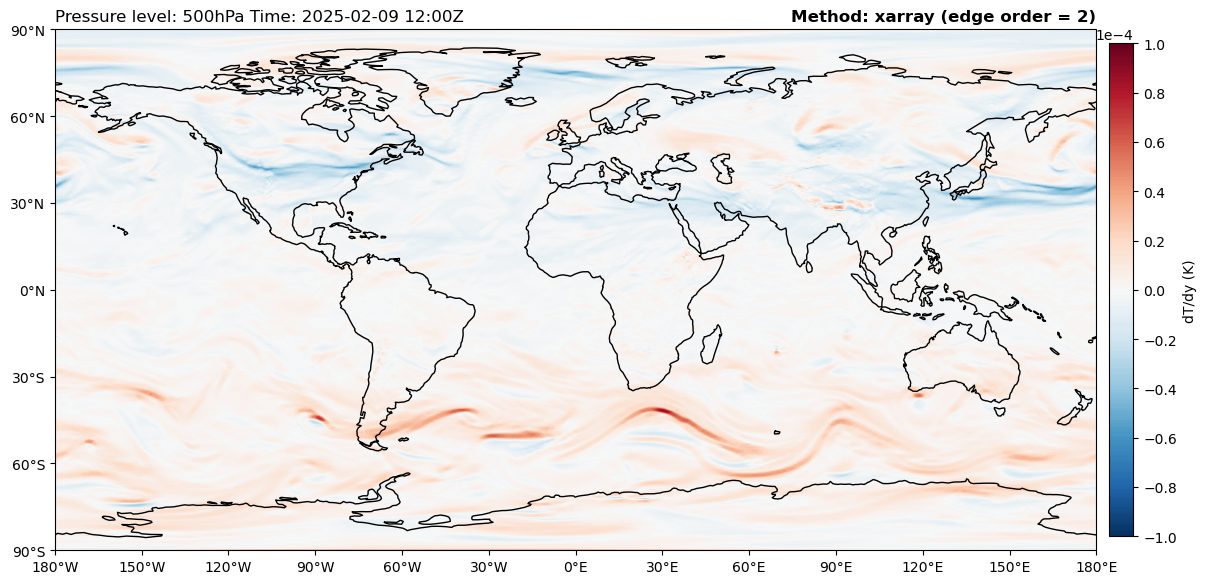 Pressure level: 500hPa Time: 2025-02-09 12:00Z
Method: xarray (edge order = 2)
1e−4
90°N
60°N
30°N
0°N
30°S
60°S
90°S
180°W
150°W
120°W
90°W
60°W
30°W
0°E
30°E
60°E
90°E
120°E
150°E
180°E
1.0
0.8
0.6
0.4
0.2
0.0
−0.2
−0.4
−0.6
−0.8
−1.0
dT/dy (K)